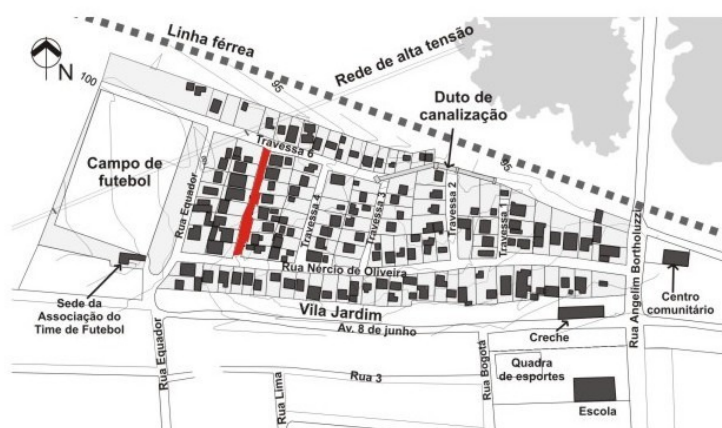 Linha férrea
Rede de alta tensão
N
100
95
Duto de
canalização
95
Travessa 6
Campo de
futebol
Rua Equador
Travessa 4
Travessa 3
Travessa 2
Travessa 1
Rua Nércio de Oliveira
Rua Angelim Bortholuzzi
Sede da
Associação do
Time de Futebol
Vila Jardim
Av. 8 de junho
Creche
Centro
comunitário
Rua Equador
Rua Lima
Rua 3
Rua Bogotá
Quadra
de esportes
Escola